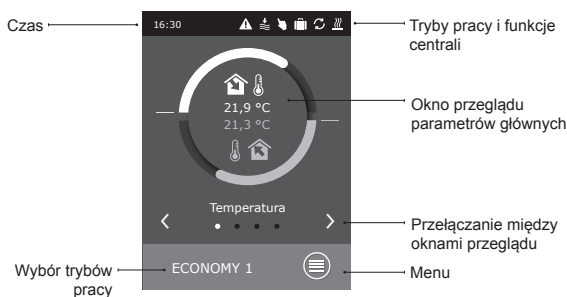 Czas
16:30
Tryby pracy i funkcje
centrali
21,9 °C
21,3 °C
Okno przeglądu
parametrów głównych
Temperatura
Przełączanie między
oknami przeglądu
Wybór trybów
pracy
ECONOMY 1
Menu